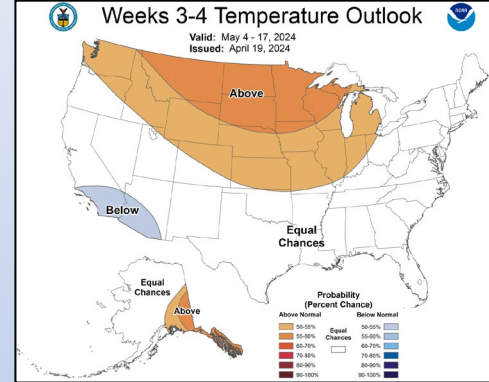 Weeks 3-4 Temperature Outlook
Valid: May 4 - 17, 2024
Issued: April 19, 2024
NOAA
Above
Below
Equal
Chances
Equal
Chances
Above
Probability
(Percent Chance)
Above Normal
Below Normal
50-55%
55-60%
60-70%
70-80%
80-90%
90-100%
Equal
Chances
50-55%
55-60%
60-70%
70-80%
80-90%
90-100%